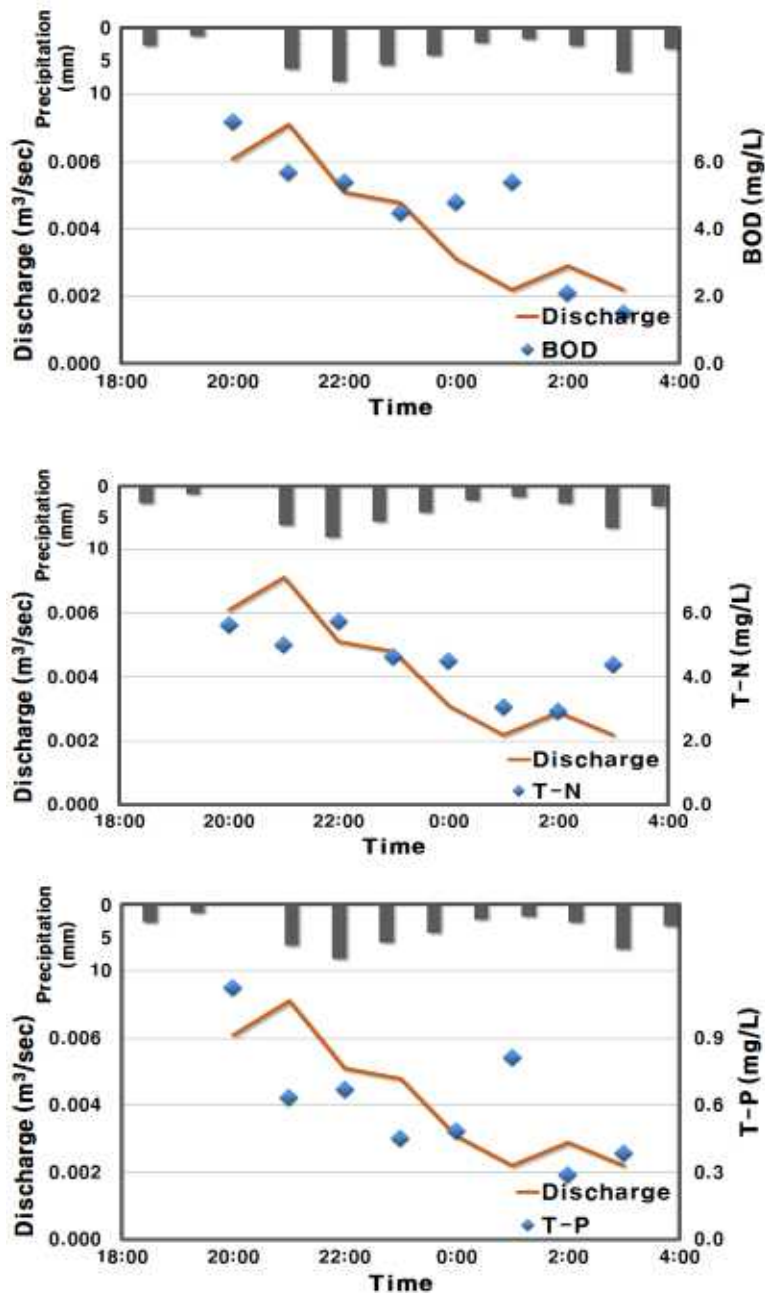 Precipitation
(mm)
0
5
10
Discharge (m³/sec)
0.006
0.004
0.002
0.000
BOD (mg/L)
6.0
4.0
2.0
0.0
Discharge
BOD
18:00 20:00 22:00 0:00 2:00 4:00
Time
Precipitation
(mm)
0
5
10
Discharge (m³/sec)
0.006
0.004
0.002
0.000
T-N (mg/L)
6.0
4.0
2.0
0.0
Discharge
T-N
18:00 20:00 22:00 0:00 2:00 4:00
Time
Precipitation
(mm)
0
5
10
Discharge (m³/sec)
0.006
0.004
0.002
0.000
T-P (mg/L)
0.9
0.6
0.3
0.0
Discharge
T-P
18:00 20:00 22:00 0:00 2:00 4:00
Time